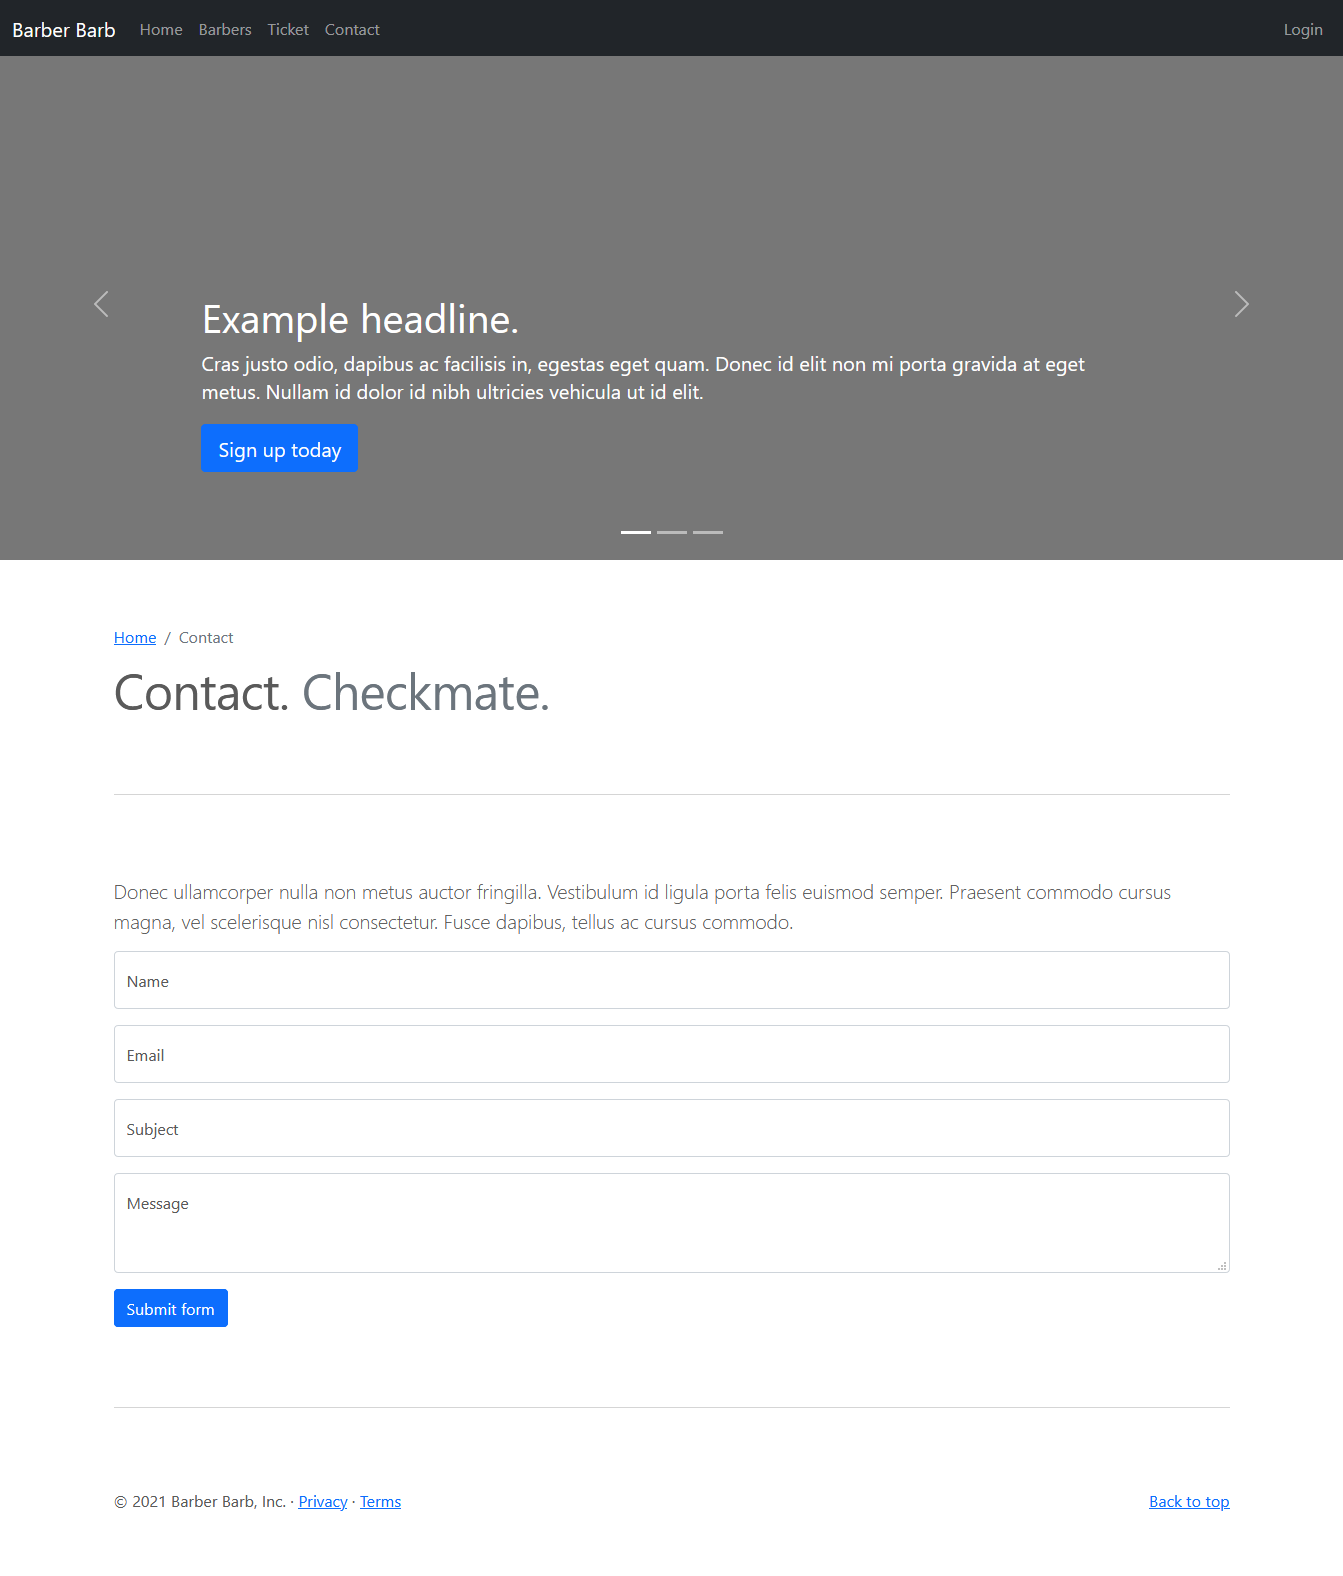 Barber Barb Home Barbers Ticket Contact Login
Example headline.
Cras justo odio, dapibus ac facilisis in, egestas eget quam. Donec id elit non mi porta gravida at eget
metus. Nullam id dolor id nibh ultricies vehicula ut id elit.
Sign up today
Home / Contact
Contact. Checkmate.
Donec ullamcorper nulla non metus auctor fringilla. Vestibulum id ligula porta felis euismod semper. Praesent commodo cursus
magna, vel scelerisque nisl consectetur. Fusce dapibus, tellus ac cursus commodo.
Name
Email
Subject
Message
Submit form
© 2021 Barber Barb, Inc. · Privacy · Terms Back to top